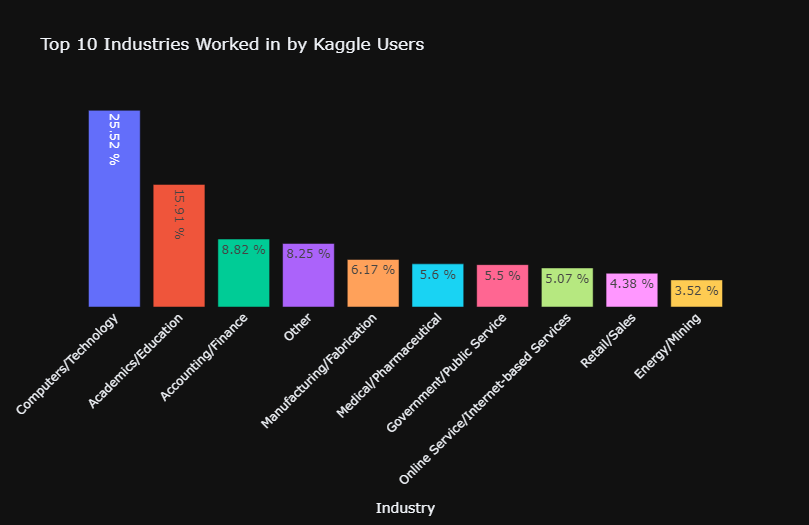 Top 10 Industries Worked in by Kaggle Users
25.52 %
15.91 %
8.82 %
8.25 %
6.17 %
5.6 %
5.5 %
5.07 %
4.38 %
3.52 %
Computers/Technology
Academics/Education
Accounting/Finance
Other
Manufacturing/Fabrication
Medical/Pharmaceutical
Government/Public Service
Online Service/Internet-based Services
Retail/Sales
Energy/Mining
Industry